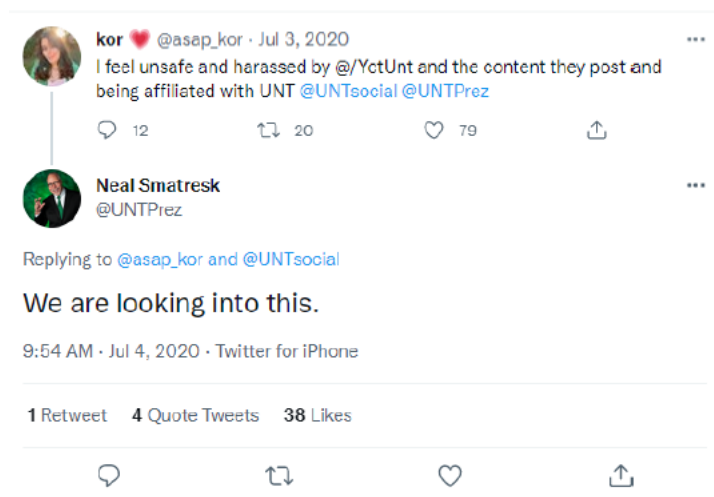 kor @asap_kor · Jul 3, 2020
I feel unsafe and harassed by @/YctUnt and the content they post and
being affiliated with UNT @UNTsocial @UNTPrez
12 20 79
Neal Smatresk
@UNTPrez
Replying to @asap_kor and @UNTsocial
We are looking into this.
9:54 AM · Jul 4, 2020 · Twitter for iPhone
1 Retweet 4 Quote Tweets 38 Likes